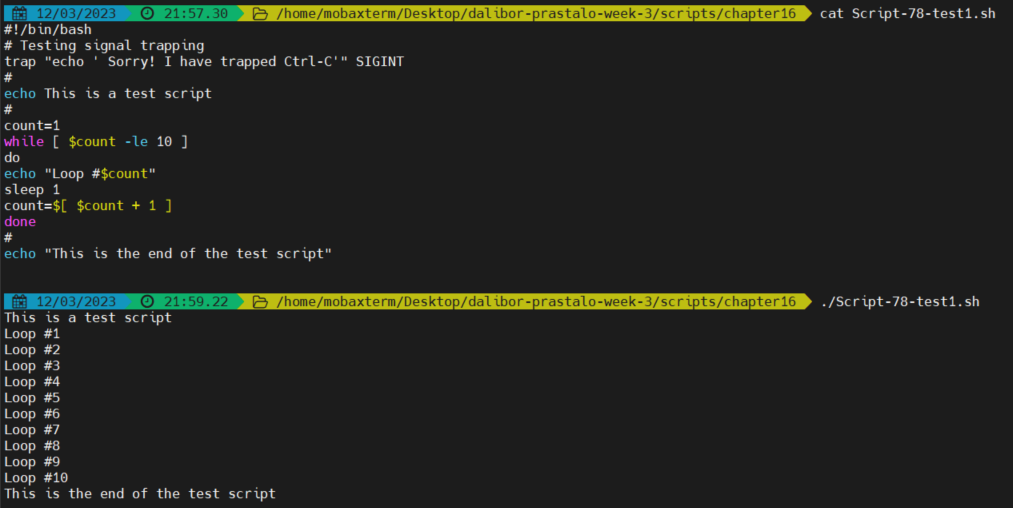 12/03/2023 21:57.30 /home/mobaxterm/Desktop/dalibor-prastalo-week-3/scripts/chapter16 cat Script-78-test1.sh
#!/bin/bash
# Testing signal trapping
trap "echo ' Sorry! I have trapped Ctrl-C'" SIGINT
#
echo This is a test script
#
count=1
while [ $count -le 10 ]
do
echo "Loop #$count"
sleep 1
count=$[ $count + 1 ]
done
#
echo "This is the end of the test script"
12/03/2023 21:59.22 /home/mobaxterm/Desktop/dalibor-prastalo-week-3/scripts/chapter16 ./Script-78-test1.sh
This is a test script
Loop #1
Loop #2
Loop #3
Loop #4
Loop #5
Loop #6
Loop #7
Loop #8
Loop #9
Loop #10
This is the end of the test script